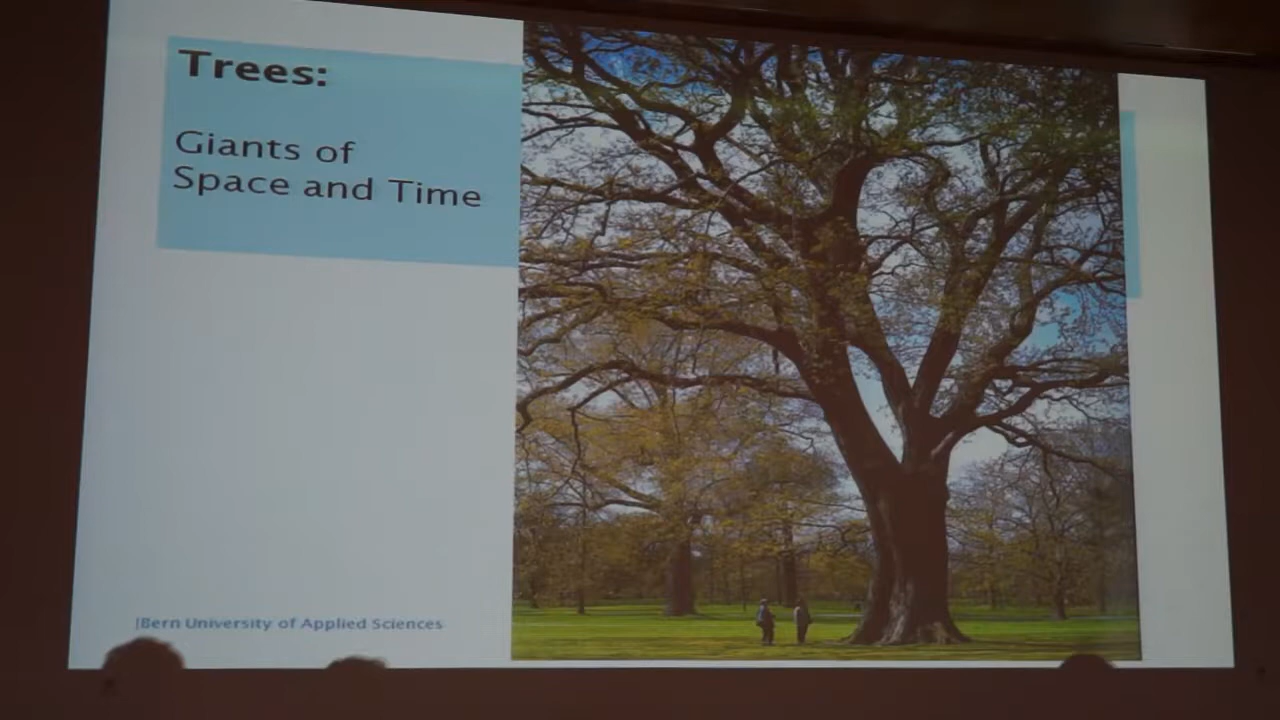 Trees:
Giants of
Space and Time
|Bern University of Applied Sciences